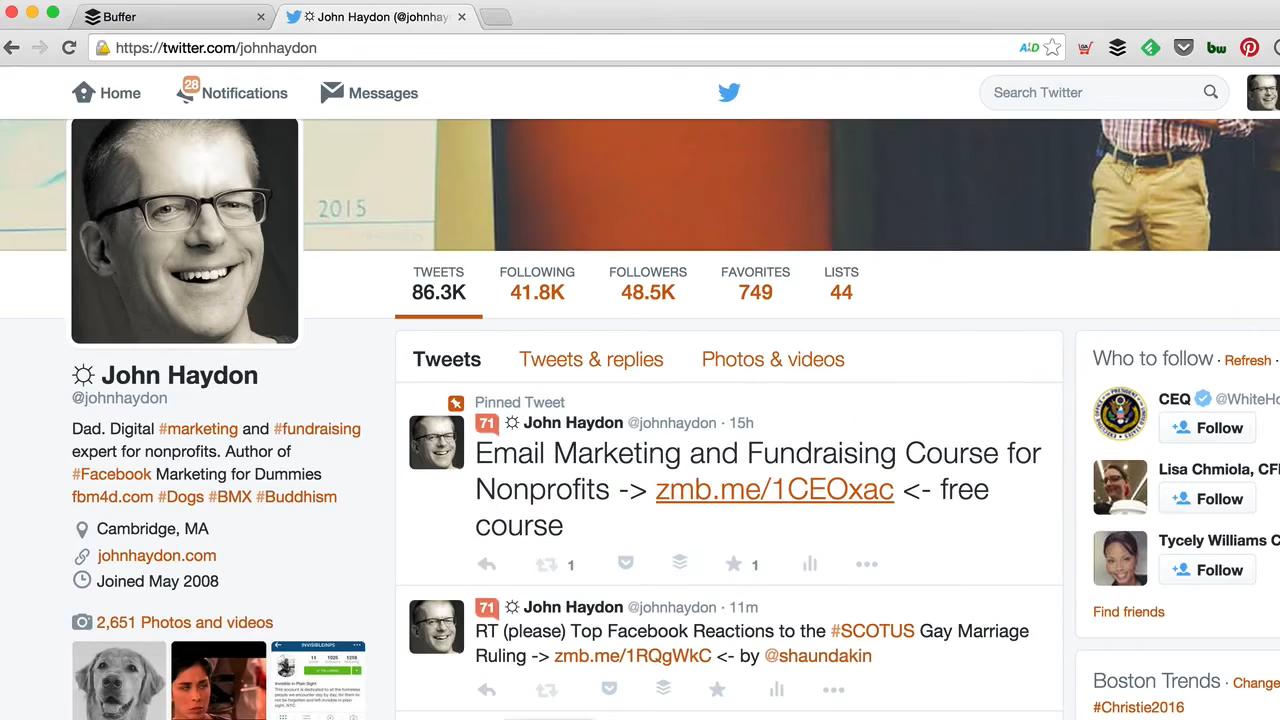 Buffer
John Haydon (@johnhay
https://twitter.com/johnhaydon
28
Home
Notifications
Messages
Search Twitter
2015
TWEETS FOLLOWING FOLLOWERS FAVORITES LISTS
86.3K 41.8K 48.5K 749 44
John Haydon
@johnhaydon
Dad. Digital #marketing and #fundraising
expert for nonprofits. Author of
#Facebook Marketing for Dummies
fbm4d.com #Dogs #BMX #Buddhism
Cambridge, MA
johnhaydon.com
Joined May 2008
2,651 Photos and videos
Tweets Tweets & replies Photos & videos
Pinned Tweet
71 John Haydon @johnhaydon · 15h
Email Marketing and Fundraising Course for
Nonprofits -> zmb.me/1CEOxac <- free
course
1 1
71 John Haydon @johnhaydon · 11m
RT (please) Top Facebook Reactions to the #SCOTUS Gay Marriage
Ruling -> zmb.me/1RQgWkC <- by @shaundakin
Who to follow · Refresh ·
CEQ @WhiteHo
Follow
Lisa Chmiola, CF
Follow
Tycely Williams C
Follow
Find friends
Boston Trends · Change
#Christie2016